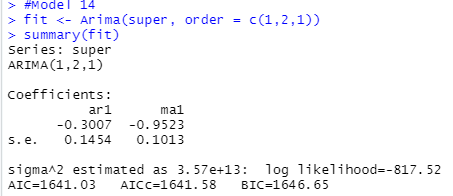 > #Model 14
> fit <- Arima(super, order = c(1,2,1))
> summary(fit)
Series: super
ARIMA(1,2,1)
Coefficients:
ar1 ma1
-0.3007 -0.9523
s.e. 0.1454 0.1013
sigma^2 estimated as 3.57e+13: log likelihood=-817.52
AIC=1641.03 AICc=1641.58 BIC=1646.65